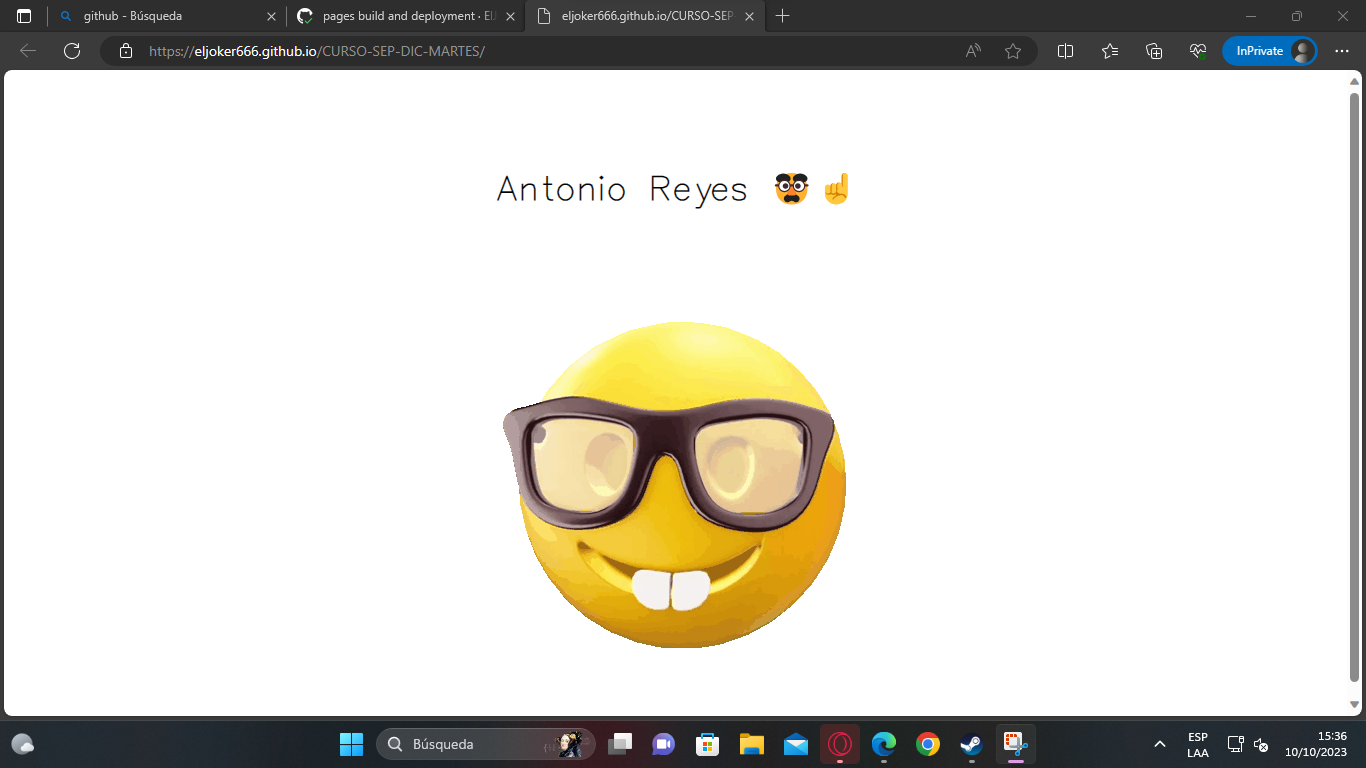 github - Búsqueda
pages build and deployment · El
eljoker666.github.io/CURSO-SEP
https://eljoker666.github.io/CURSO-SEP-DIC-MARTES/
InPrivate
Antonio Reyes 🥸☝
Búsqueda
ESP
LAA
15:36
10/10/2023